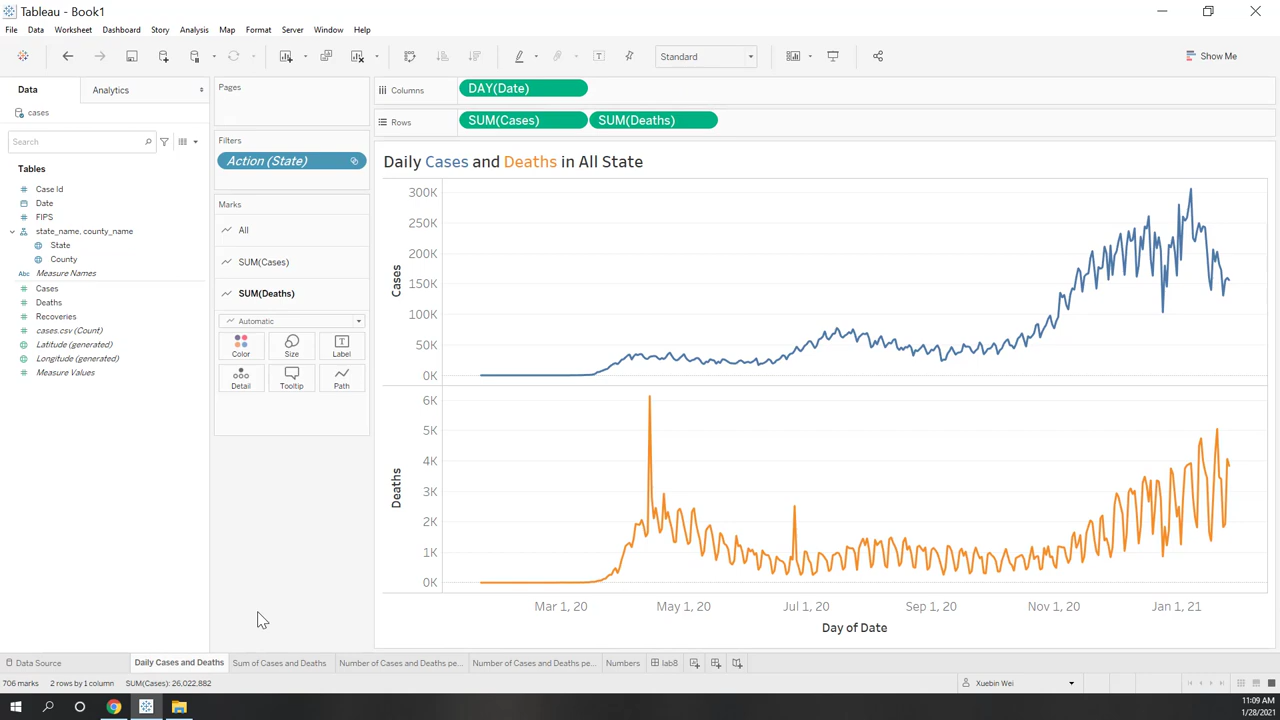 Tableau - Book1
File Data Worksheet Dashboard Story Analysis Map Format Server Window Help
Standard
Show Me
Data Analytics
cases
Search
Tables
Case Id
Date
FIPS
state_name, county_name
State
County
Abc Measure Names
Cases
Deaths
Recoveries
cases.csv (Count)
Latitude (generated)
Longitude (generated)
Measure Values
Pages
Filters
Action (State)
Marks
All
SUM(Cases)
SUM(Deaths)
Automatic
Color Size Label
Detail Tooltip Path
Columns DAY(Date)
Rows SUM(Cases) SUM(Deaths)
Daily Cases and Deaths in All State
Cases
300K
250K
200K
150K
100K
50K
0K
Deaths
6K
5K
4K
3K
2K
1K
0K
Mar 1, 20 May 1, 20 Jul 1, 20 Sep 1, 20 Nov 1, 20 Jan 1, 21
Day of Date
Data Source Daily Cases and Deaths Sum of Cases and Deaths Number of Cases and Deaths pe... Number of Cases and Deaths pe... Numbers lab8
706 marks 2 rows by 1 column SUM(Cases): 26,022,882 Xuebin Wei
11:09 AM
1/28/2021